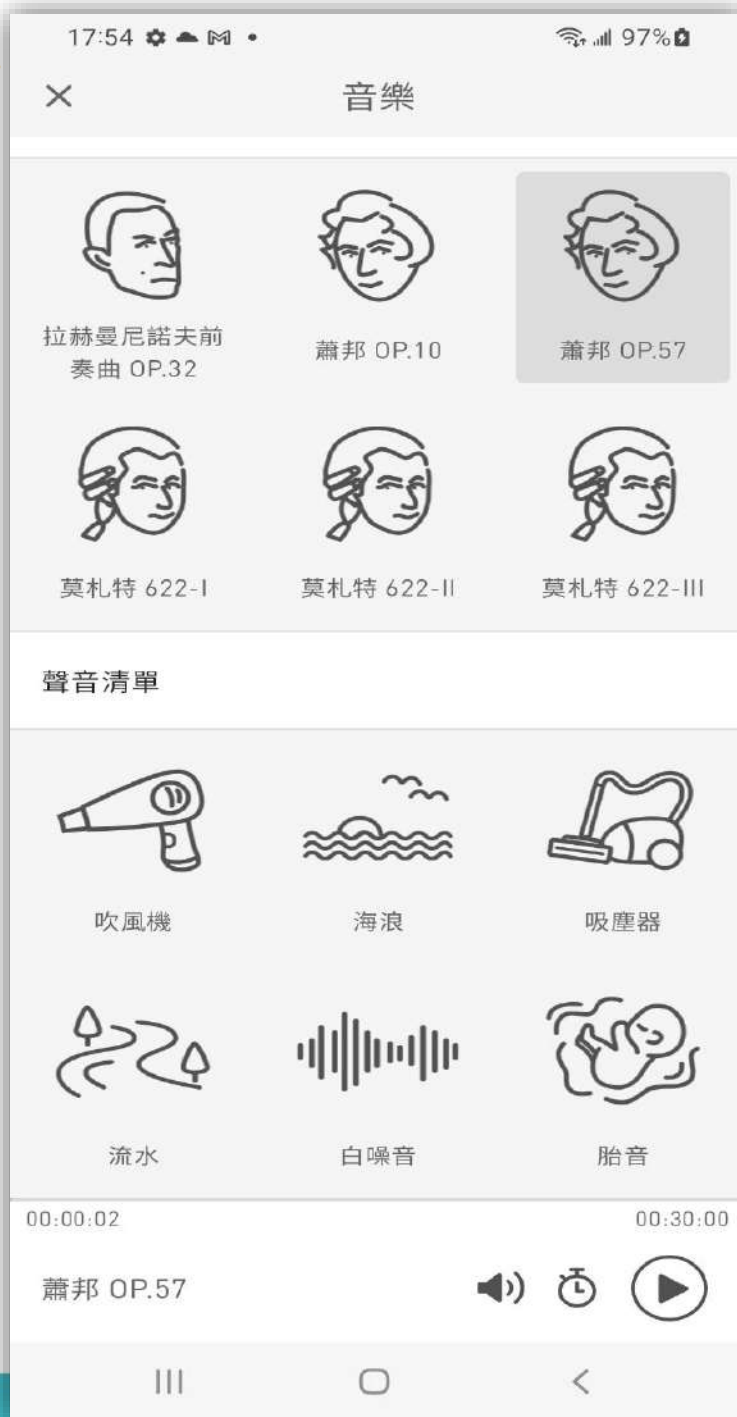 17:54
97%
音樂
拉赫曼尼諾夫前
奏曲 OP.32
蕭邦 OP.10
蕭邦 OP.57
莫札特 622-I
莫札特 622-II
莫札特 622-III
聲音清單
吹風機
海浪
吸塵器
流水
白噪音
胎音
00:00:02
00:30:00
蕭邦 OP.57